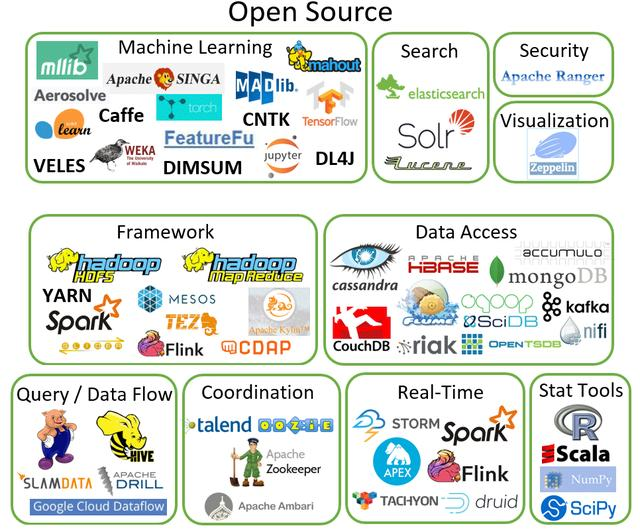 Open Source
Machine Learning
mllib
Apache SINGA
mahout
Aerosolve
Caffe
torch
MADlib.
CNTK
TensorFlow
learn
FeatureFu
VELES
WEKA
The University
of Waikato
DIMSUM
jupyter
DL4J
Search
elasticsearch
Solr
Lucene
Security
Apache Ranger
Visualization
Zeppelin
Framework
hadoop
HDFS
hadoop
MapReduce
YARN
MESOS
Spark
TEZ
Apache Kylin™
Flink
CDAP
Data Access
cassandra
APACHE
HBASE
accumulo
mongoDB
CouchDB
FLUME
SciDB
kafka
nifi
riak
OPENTSDB
Query / Data Flow
HIVE
SLAMDATA
APACHE
DRILL
Google Cloud Dataflow
Coordination
talend
OOZIE
Apache
Zookeeper
Apache Ambari
Real-Time
STORM
Spark
APEX
Flink
TACHYON
druid
Stat Tools
R
Scala
NumPy
SciPy